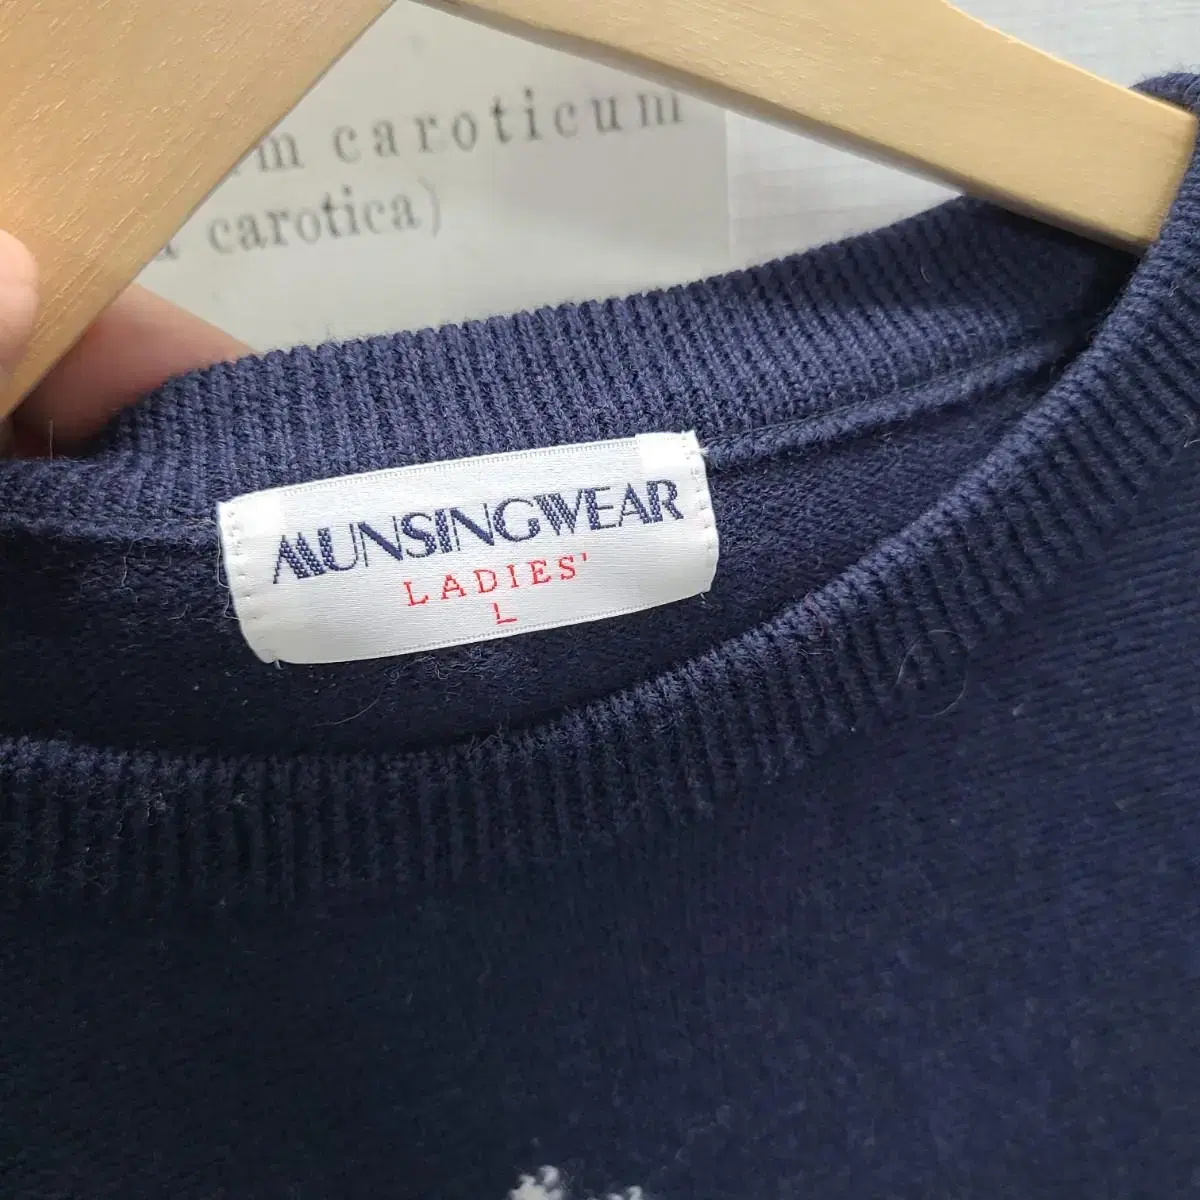 m caroticum
carotica)
MUNSINGWEAR
LADIES'
L